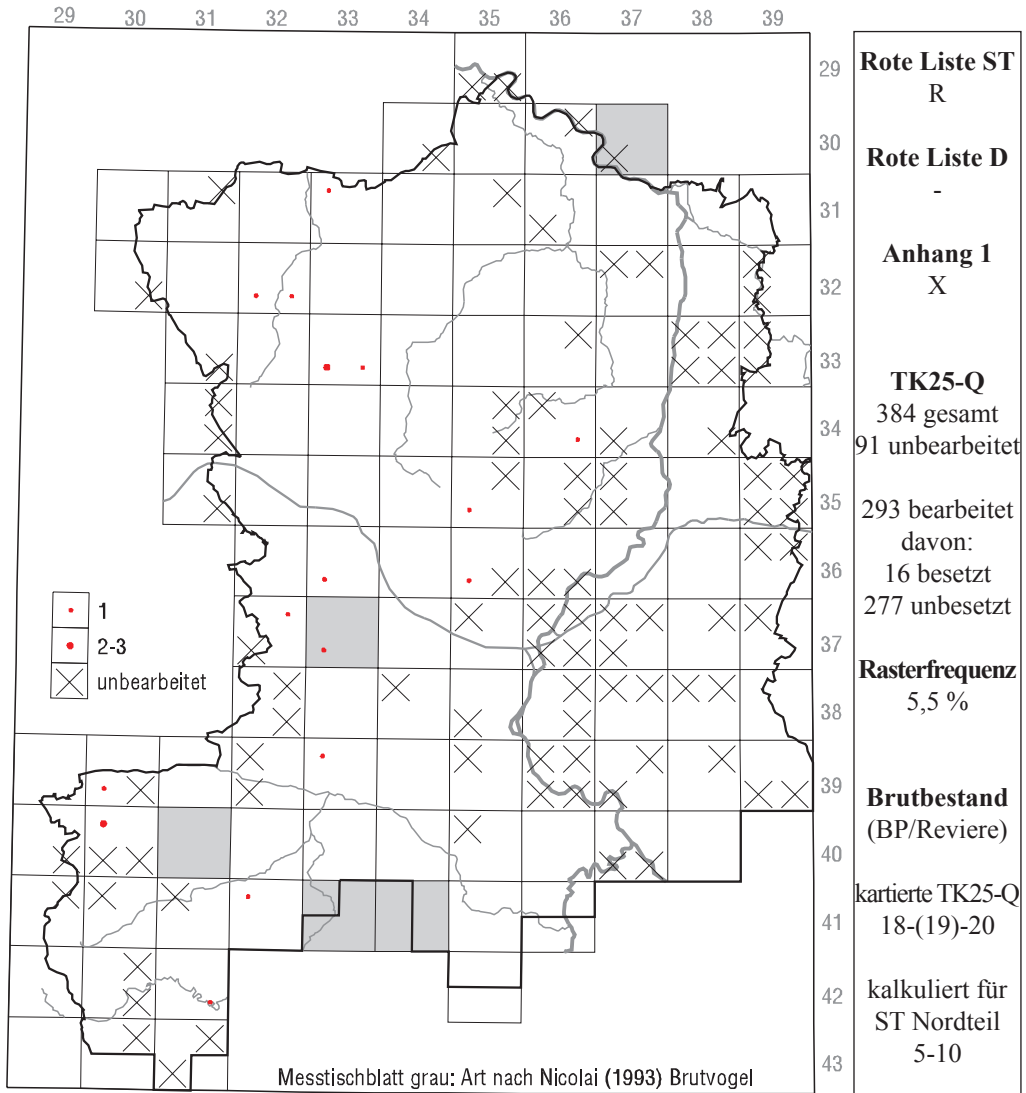 29 30 31 32 33 34 35 36 37 38 39
29
30
31
32
33
34
35
36
37
38
39
40
41
42
43
1
2-3
unbearbeitet
Messtischblatt grau: Art nach Nicolai (1993) Brutvogel
Rote Liste ST
R
Rote Liste D
-
Anhang 1
X
TK25-Q
384 gesamt
91 unbearbeitet
293 bearbeitet
davon:
16 besetzt
277 unbesetzt
Rasterfrequenz
5,5 %
Brutbestand
(BP/Reviere)
kartierte TK25-Q
18-(19)-20
kalkuliert für
ST Nordteil
5-10